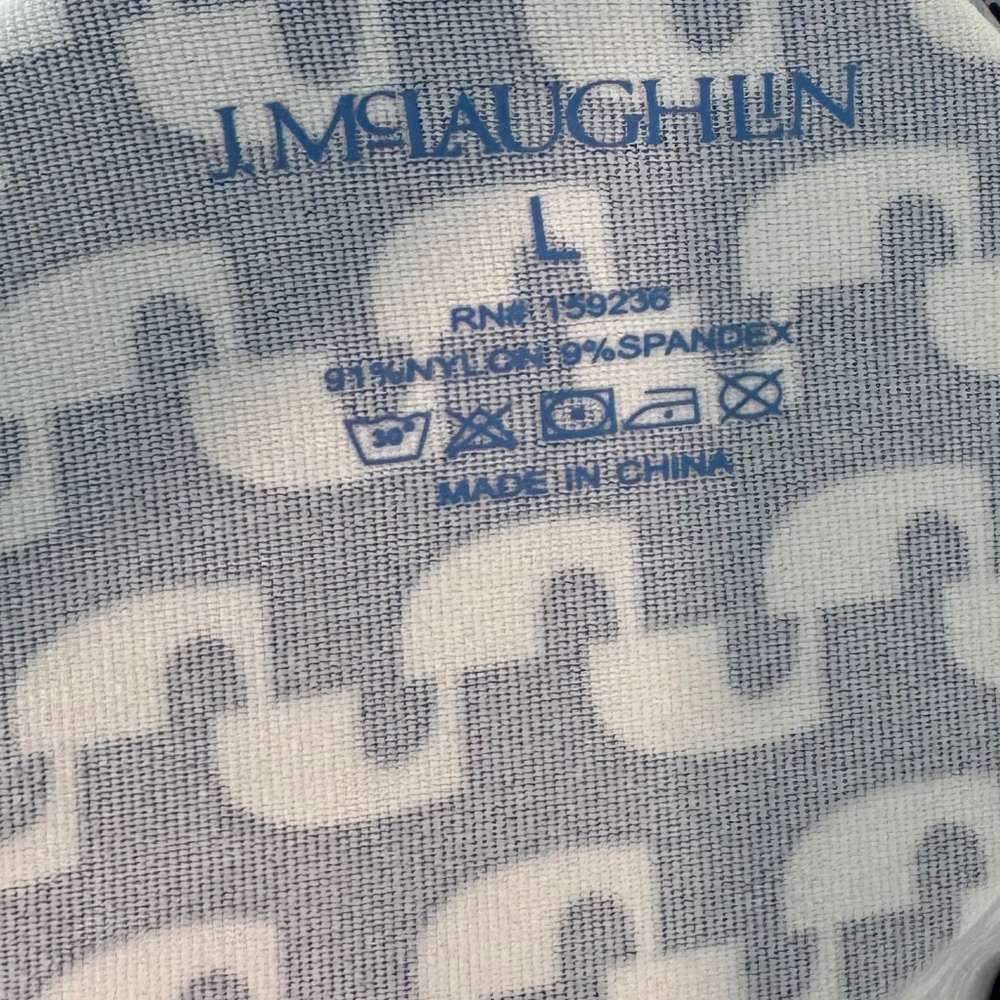 J. McLAUGHLIN
L
RN# 159236
91%NYLON 9%SPANDEX
30°
MADE IN CHINA